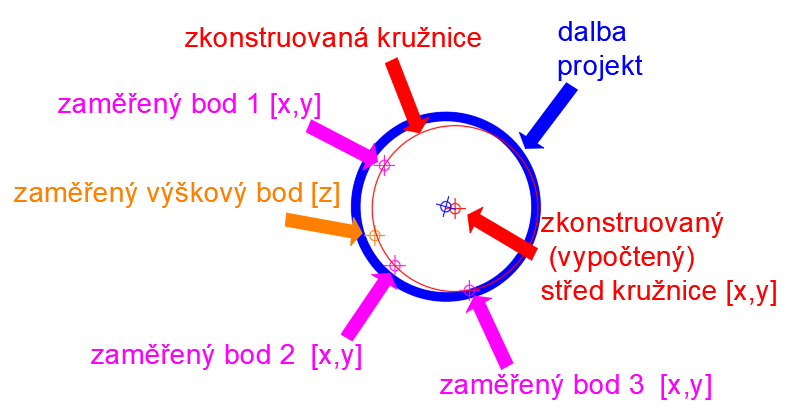 zkonstruovaná kružnice
dalba
projekt
zaměřený bod 1 [x,y]
zaměřený výškový bod [z]
zkonstruovaný
(vypočtený)
střed kružnice [x,y]
zaměřený bod 2  [x,y]
zaměřený bod 3  [x,y]